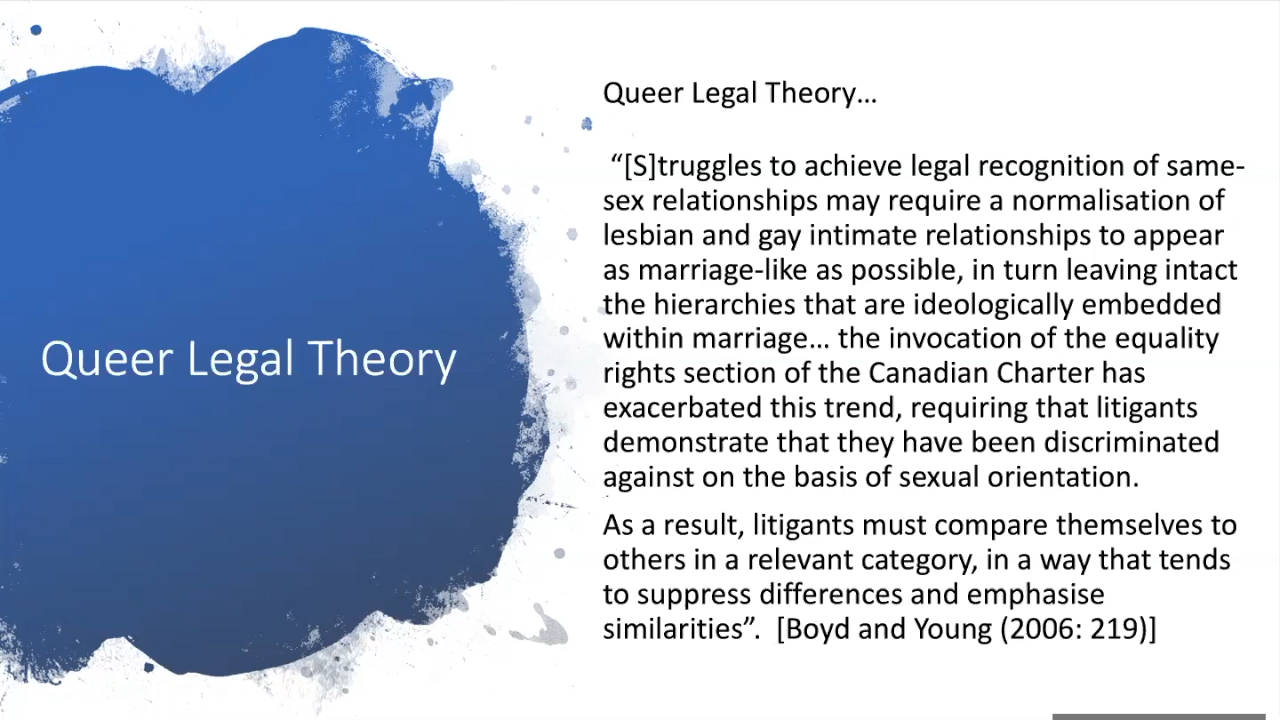 Queer Legal Theory
Queer Legal Theory...
“[S]truggles to achieve legal recognition of same-
sex relationships may require a normalisation of
lesbian and gay intimate relationships to appear
as marriage-like as possible, in turn leaving intact
the hierarchies that are ideologically embedded
within marriage... the invocation of the equality
rights section of the Canadian Charter has
exacerbated this trend, requiring that litigants
demonstrate that they have been discriminated
against on the basis of sexual orientation.
As a result, litigants must compare themselves to
others in a relevant category, in a way that tends
to suppress differences and emphasise
similarities”. [Boyd and Young (2006: 219)]